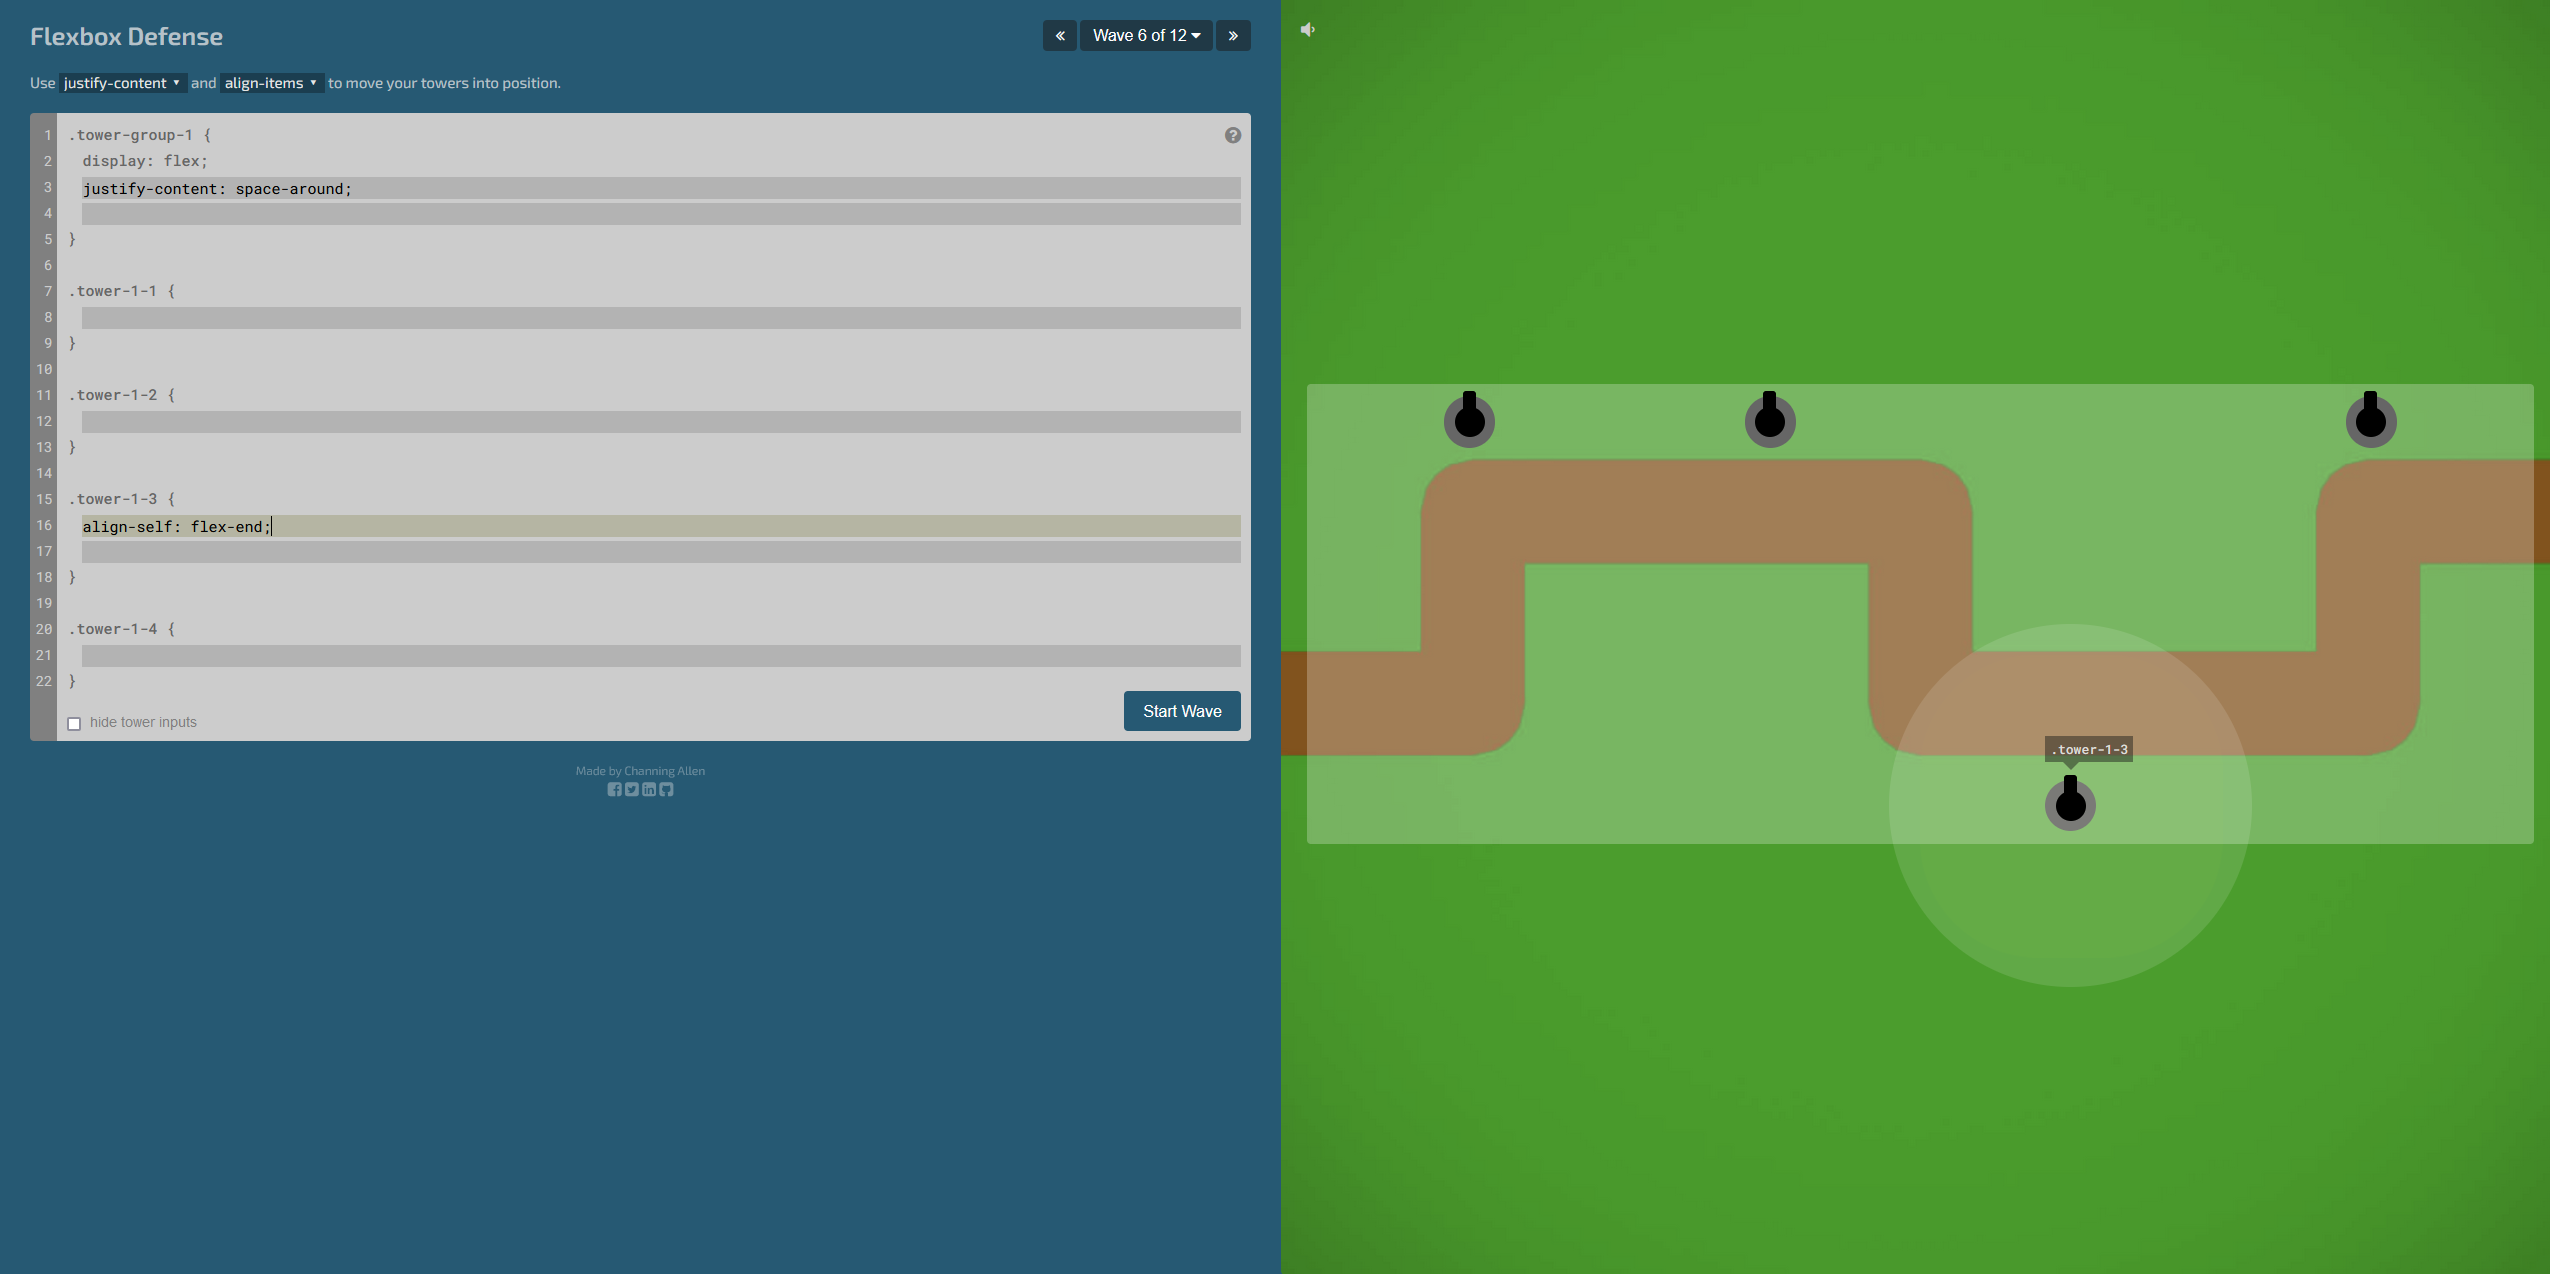 Flexbox Defense
« Wave 6 of 12 »
Use justify-content and align-items to move your towers into position.
1 .tower-group-1 {
2 display: flex;
3 justify-content: space-around;
4
5 }
6
7 .tower-1-1 {
8
9 }
10
11 .tower-1-2 {
12
13 }
14
15 .tower-1-3 {
16 align-self: flex-end;
17
18 }
19
20 .tower-1-4 {
21
22 }
hide tower inputs
Start Wave
Made by Channing Allen
.tower-1-3